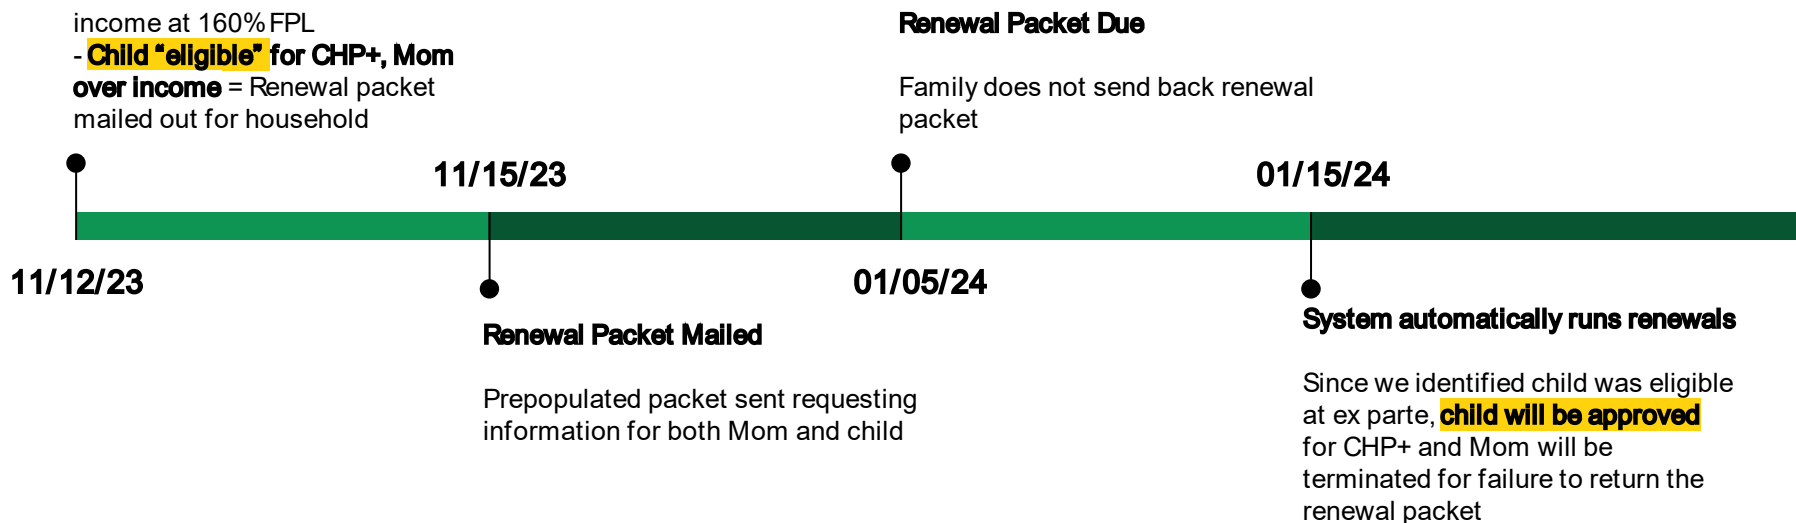 income at 160% FPL
- Child “eligible” for CHP+, Mom
over income = Renewal packet
mailed out for household
11/12/23
11/15/23
Renewal Packet Mailed
Prepopulated packet sent requesting
information for both Mom and child
Renewal Packet Due
Family does not send back renewal
packet
01/05/24
01/15/24
System automatically runs renewals
Since we identified child was eligible
at ex parte, child will be approved
for CHP+ and Mom will be
terminated for failure to return the
renewal packet